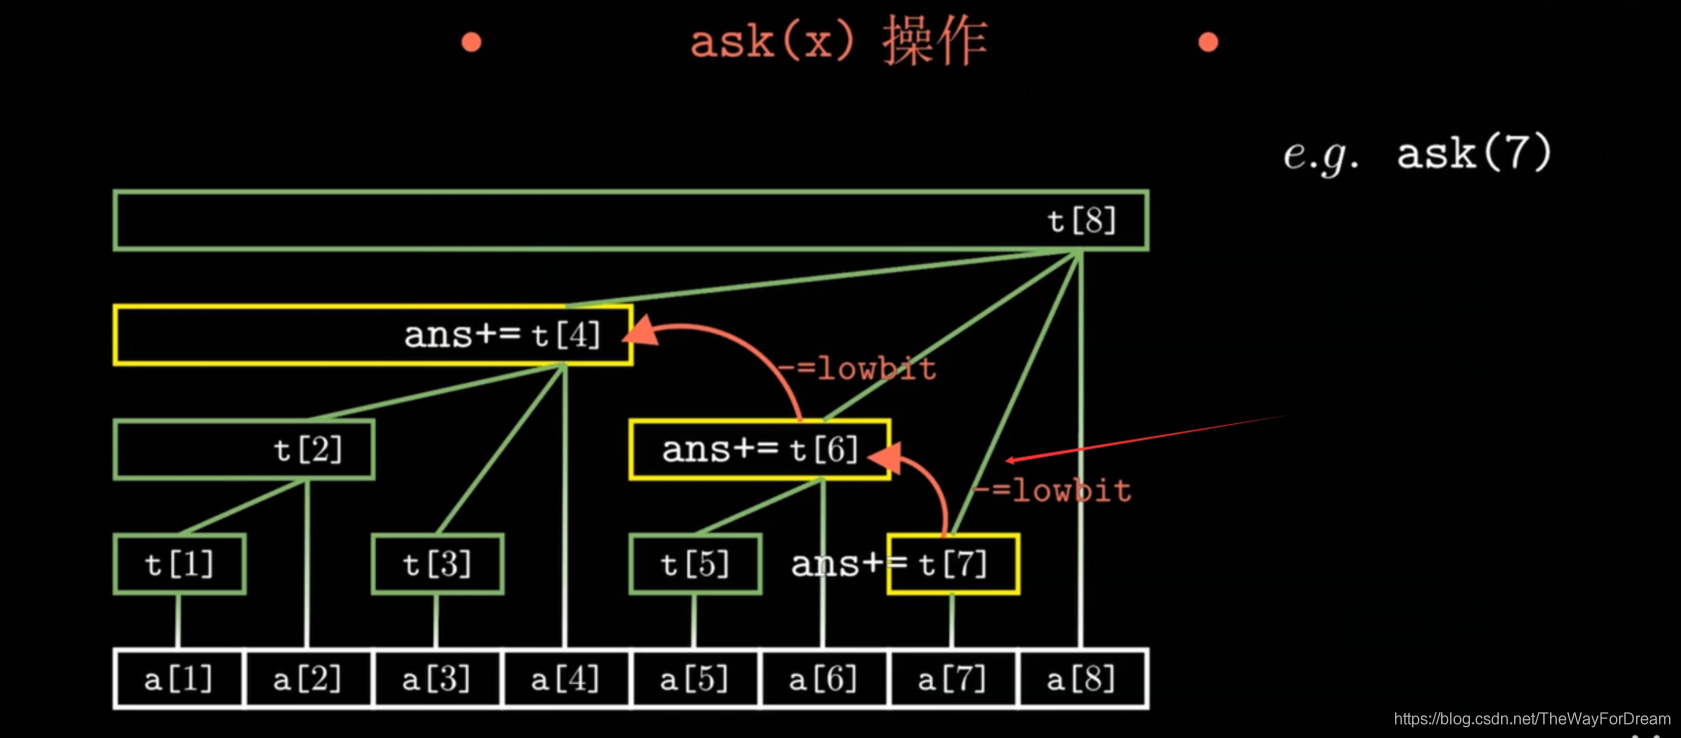 ask(x) 操作
e.g. ask(7)
t[8]
ans+= t[4]
-=lowbit
t[2]
ans+= t[6]
-=lowbit
t[1] t[3] t[5] ans+= t[7]
a[1] a[2] a[3] a[4] a[5] a[6] a[7] a[8]
https://blog.csdn.net/TheWayForDream